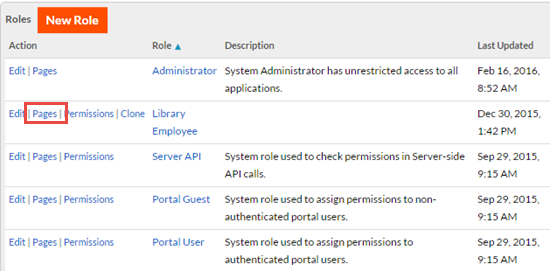 Roles New Role
Action Role ▲ Description Last Updated
Edit | Pages Administrator System Administrator has unrestricted access to all Feb 16, 2016,
applications. 8:52 AM
Edit | Pages | Permissions | Clone Library Dec 30, 2015,
Employee 1:42 PM
Edit | Pages | Permissions Server API System role used to check permissions in Server-side Sep 29, 2015,
API calls. 9:15 AM
Edit | Pages | Permissions Portal Guest System role used to assign permissions to non- Sep 29, 2015,
authenticated portal users. 9:15 AM
Edit | Pages | Permissions Portal User System role used to assign permissions to Sep 29, 2015,
authenticated portal users. 9:15 AM